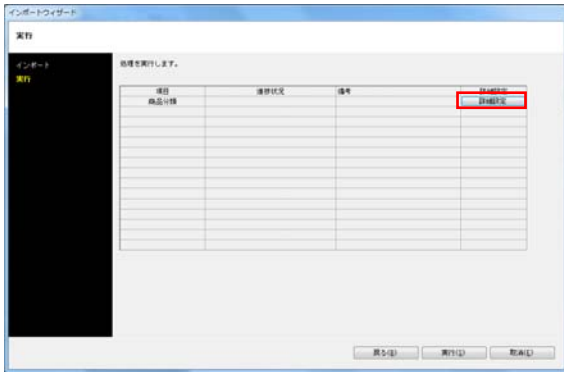 インポートウィザード
実行
インポート
実行
処理を実行します。
項目 進捗状況 備考 詳細設定
商品分類 詳細設定
戻る(B) 実行(G) 取消(C)